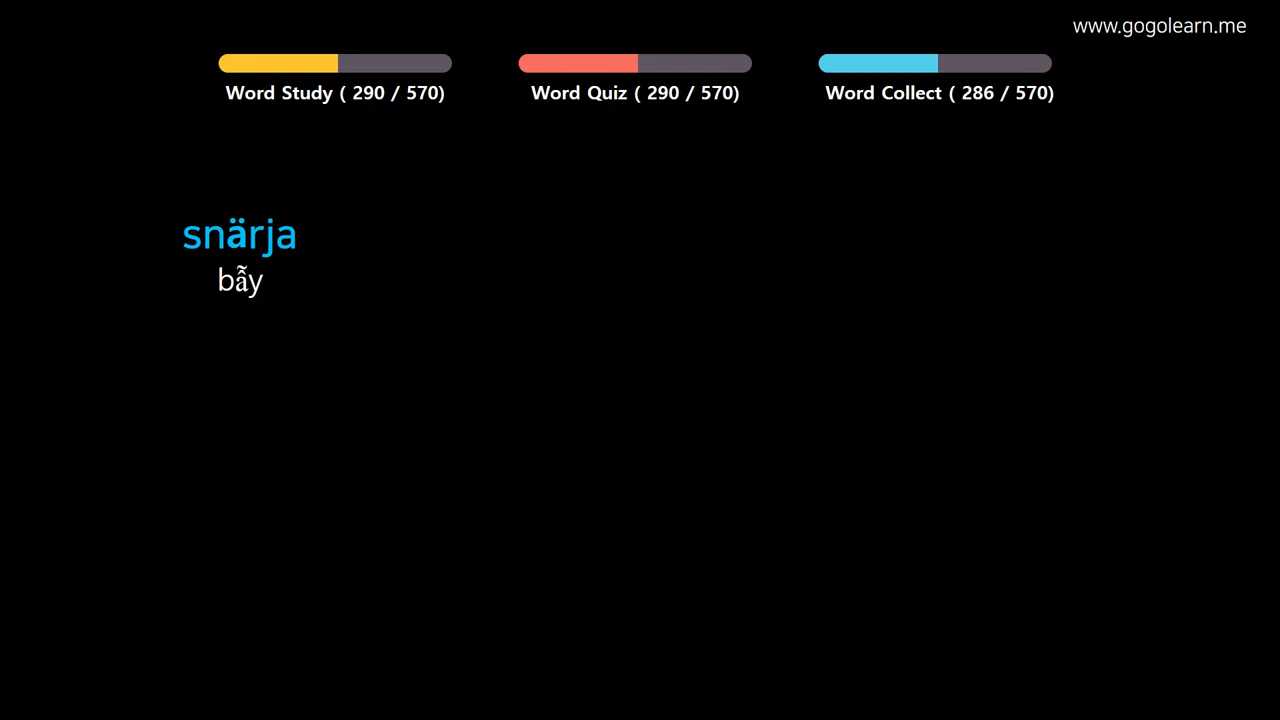 www.gogolearn.me
Word Study ( 290 / 570)
Word Quiz ( 290 / 570)
Word Collect ( 286 / 570)
snärja
bẫy